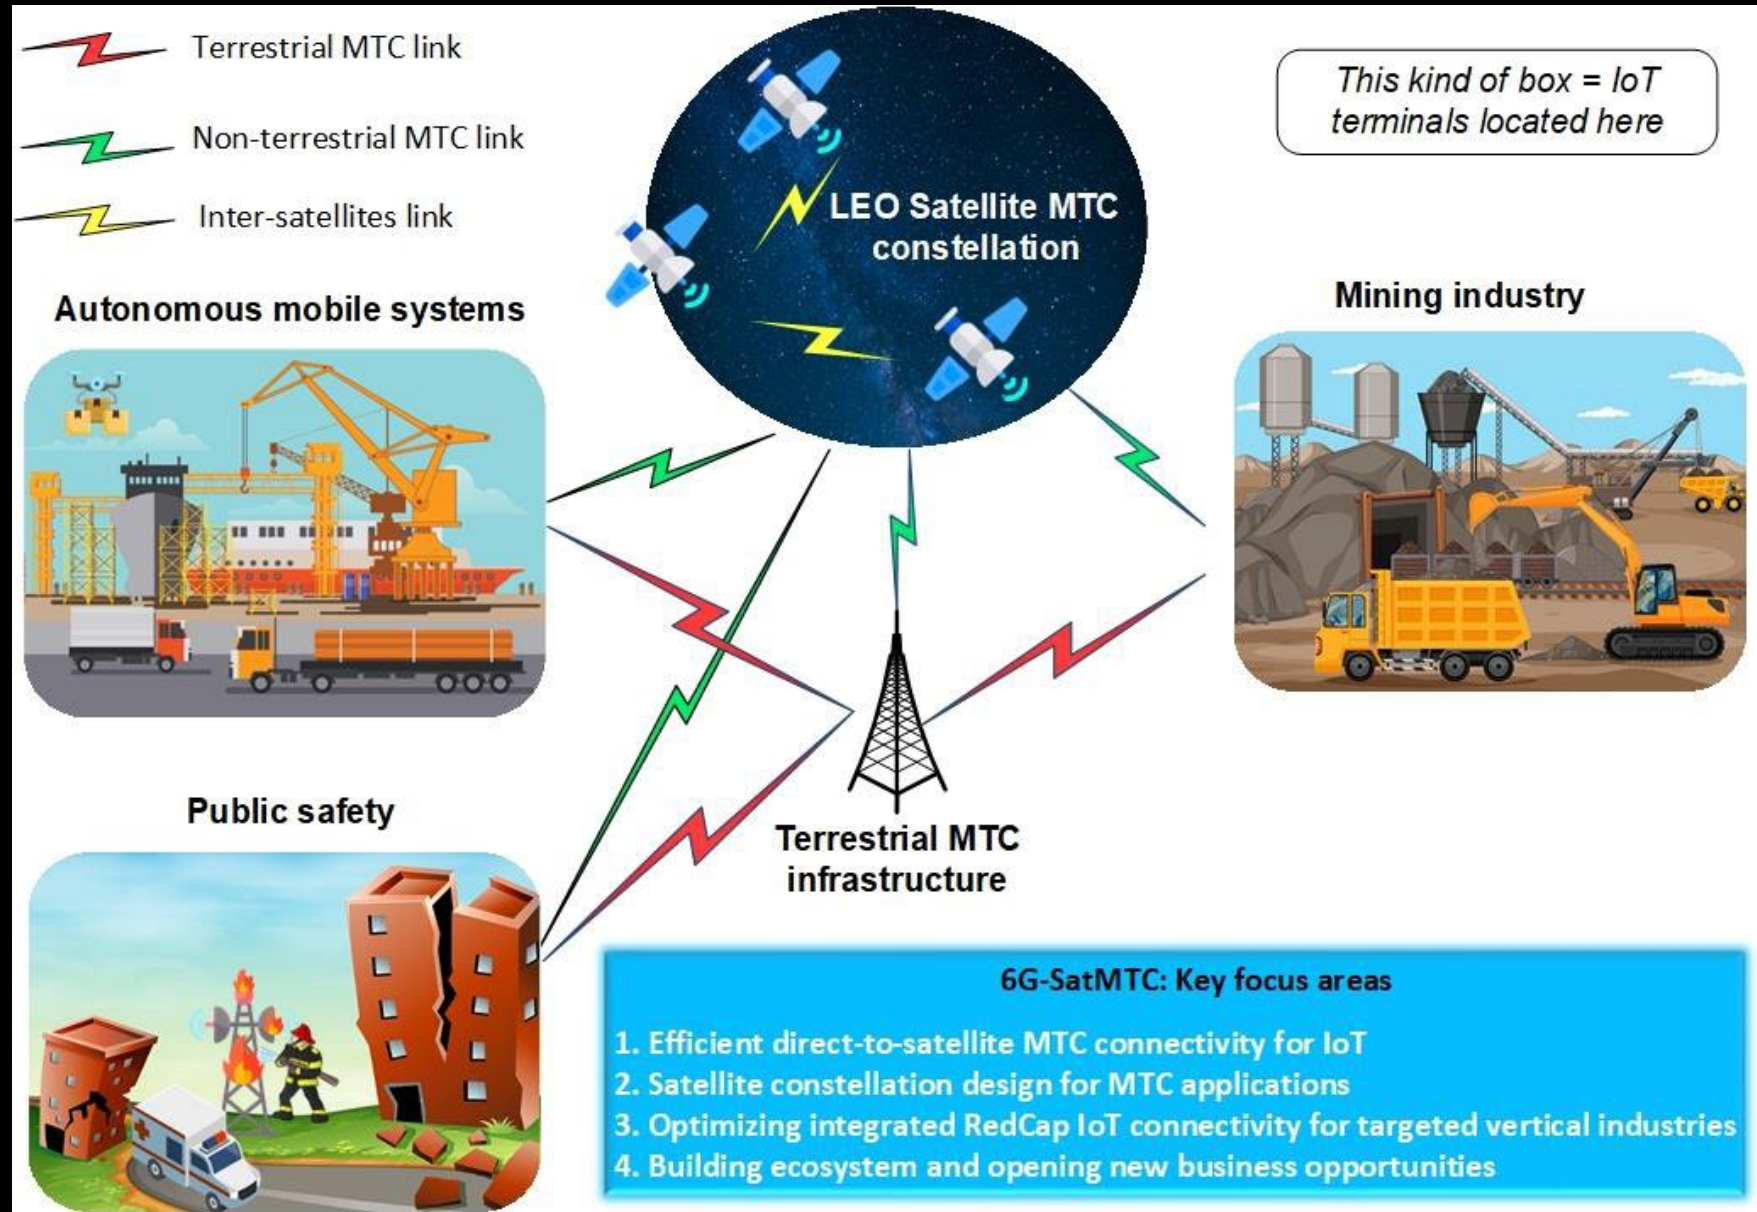 Terrestrial MTC link
Non-terrestrial MTC link
Inter-satellites link
This kind of box = IoT
terminals located here
LEO Satellite MTC
constellation
Autonomous mobile systems
Mining industry
Public safety
Terrestrial MTC
infrastructure
6G-SatMTC: Key focus areas
1. Efficient direct-to-satellite MTC connectivity for IoT
2. Satellite constellation design for MTC applications
3. Optimizing integrated RedCap IoT connectivity for targeted vertical industries
4. Building ecosystem and opening new business opportunities